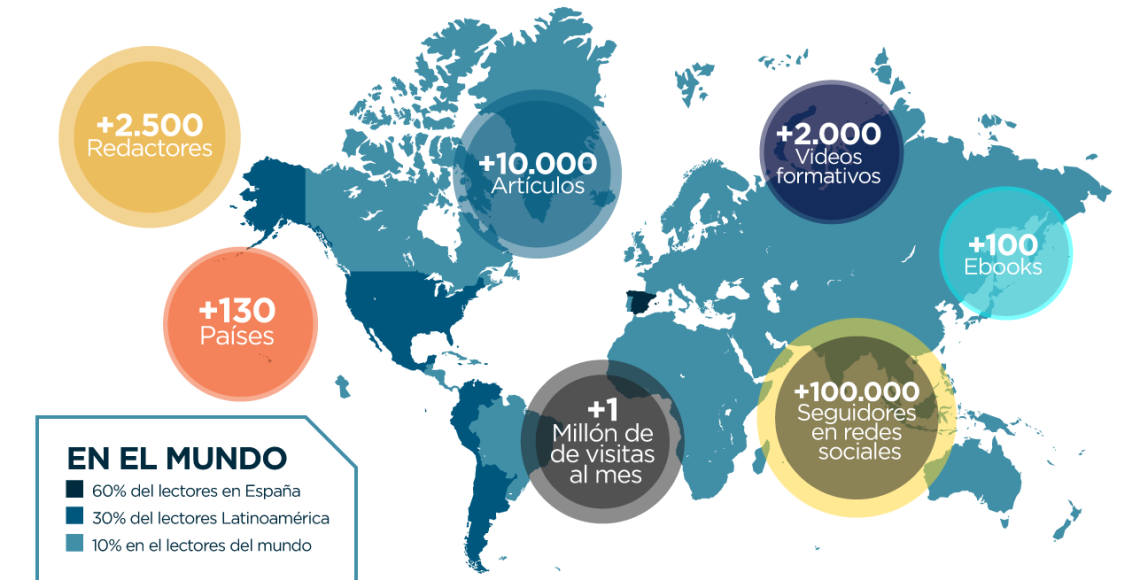 +2.500
Redactores
+10.000
Artículos
+2.000
Videos
formativos
+100
Ebooks
+130
Países
+1
Millón de
de visitas
al mes
+100.000
Seguidores
en redes
sociales
EN EL MUNDO
60% del lectores en España
30% del lectores Latinoamérica
10% en el lectores del mundo